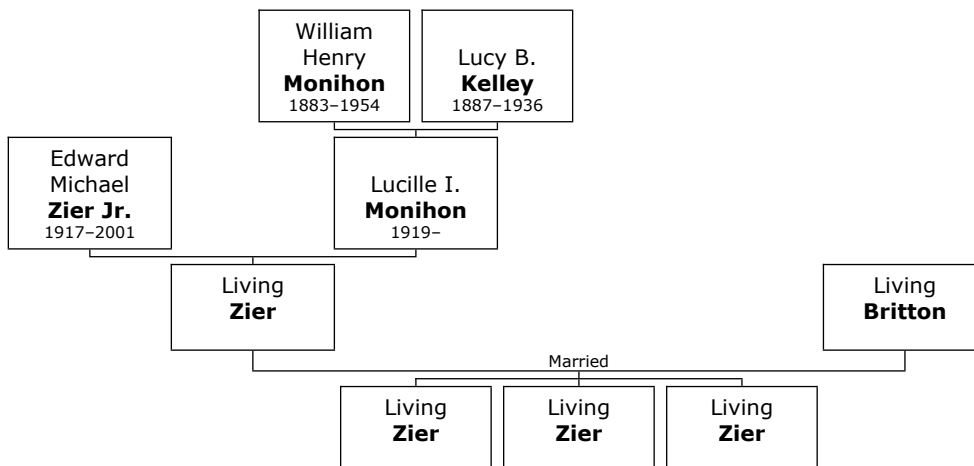 William
Henry
Monihon
1883–1954
Lucy B.
Kelley
1887–1936
Edward
Michael
Zier Jr.
1917–2001
Lucille I.
Monihon
1919–
Living
Zier
Living
Britton
Married
Living
Zier
Living
Zier
Living
Zier